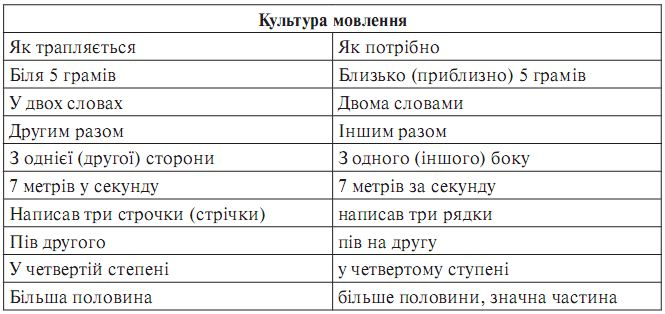 Культура мовлення
Як трапляється Як потрібно
Біля 5 грамів Близько (приблизно) 5 грамів
У двох словах Двома словами
Другим разом Іншим разом
З однієї (другої) сторони З одного (іншого) боку
7 метрів у секунду 7 метрів за секунду
Написав три строчки (стрічки) написав три рядки
Пів другого пів на другу
У четвертій степені у четвертому ступені
Більша половина більше половини, значна частина